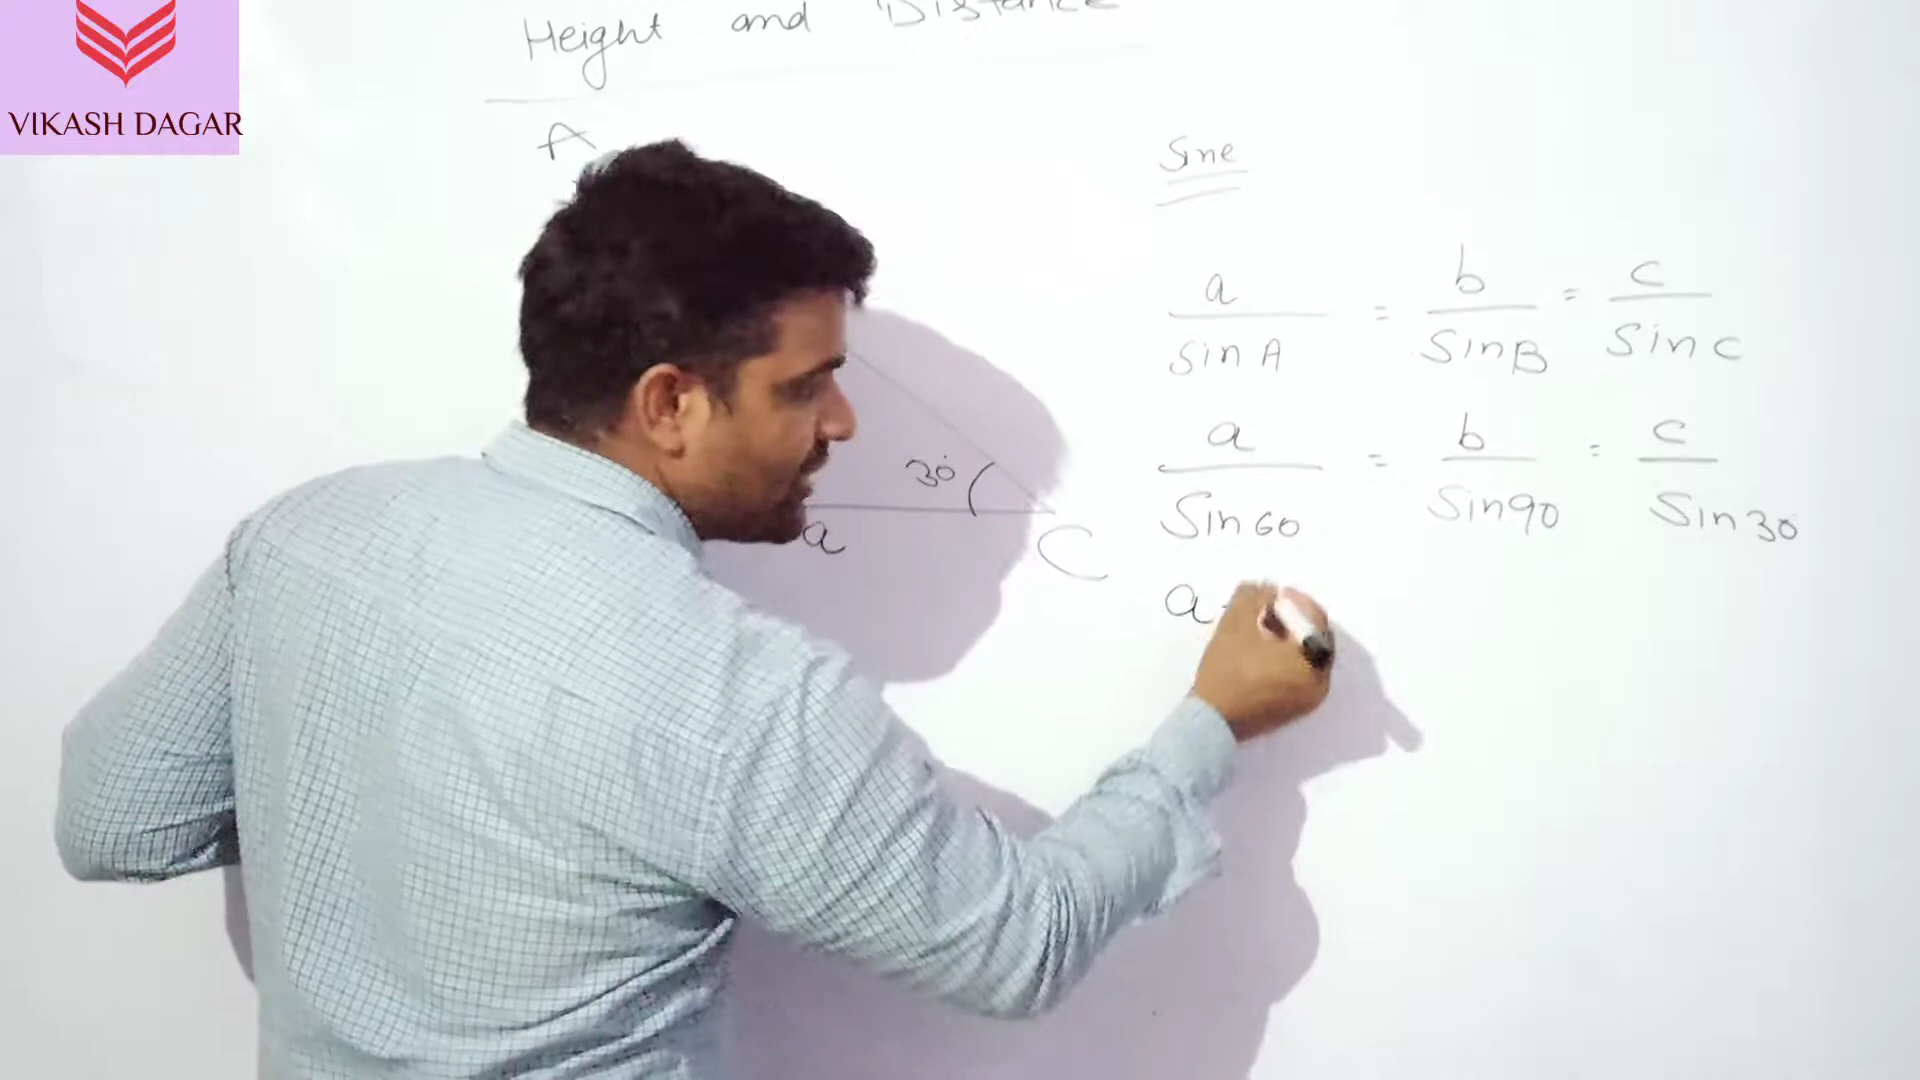 VIKASH DAGAR
Height and Distance
A
Sine
a/sin A = b/Sin B = c/Sin C
a/Sin 60 = b/Sin 90 = c/Sin 30
30° (
a
C
a